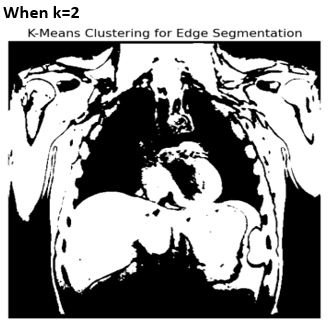 When k=2
K-Means Clustering for Edge Segmentation